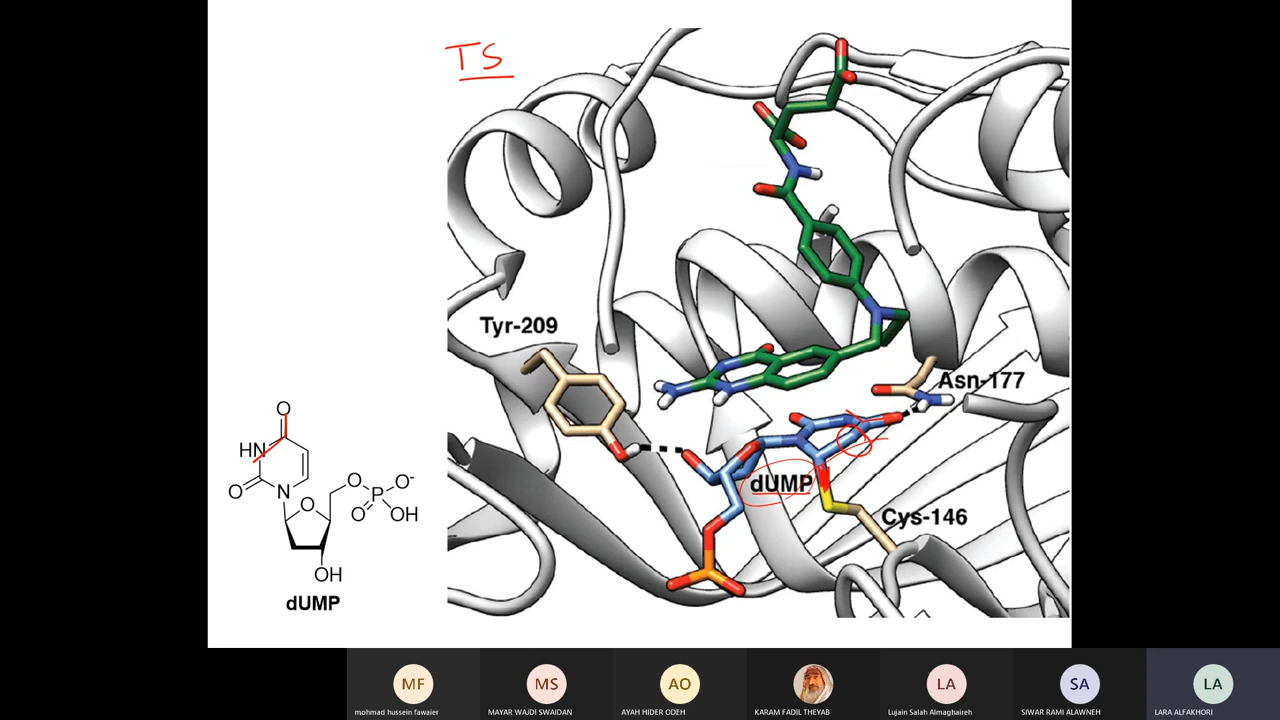 TS
Tyr-209
Asn-177
dUMP
Cys-146
O
HN
O
N
O
O
P
O-
O
OH
OH
dUMP
MF
MS
AO
LA
SA
LA
mohmad hussein fawaier
MAYAR WAJDI SWAIDAN
AYAH HIDER ODEH
KARAM FADIL THEYAB
Lujain Salah Almaghaireh
SIWAR RAMI ALAWNEH
LARA ALFAKHORI